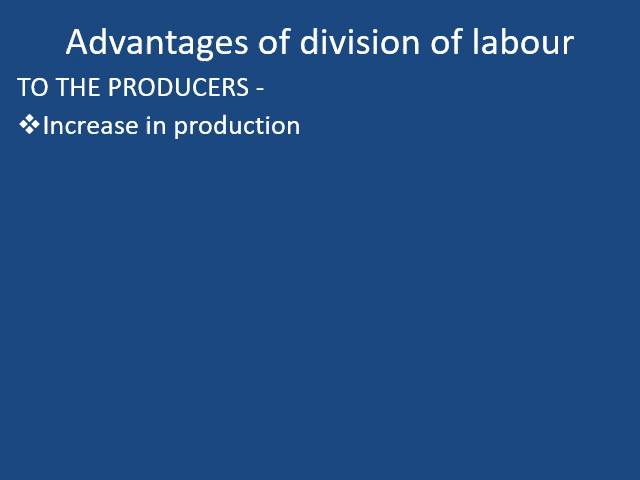 Advantages of division of labour
TO THE PRODUCERS -
❖Increase in production